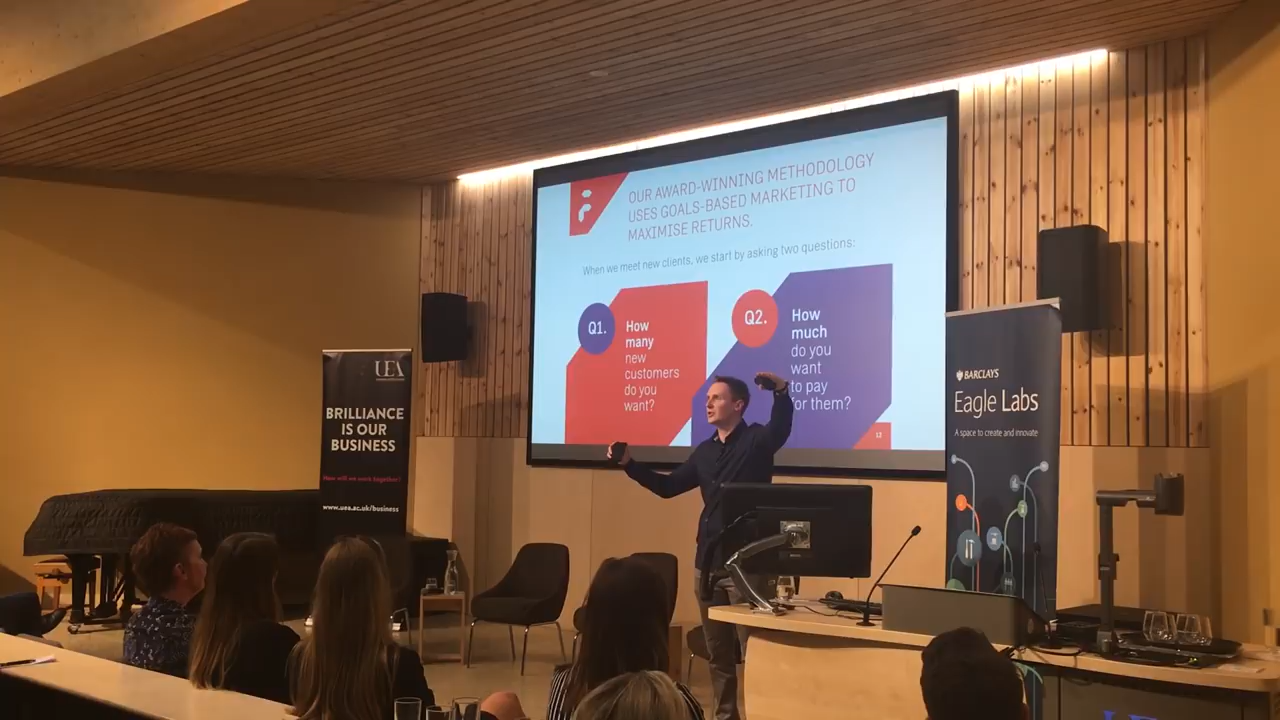 OUR AWARD-WINNING METHODOLOGY
USES GOALS-BASED MARKETING TO
MAXIMISE RETURNS.
When we meet new clients, we start by asking two questions:
Q1.
How
many
new
customers
do you
want?
Q2.
How
much
do you
want
to pay
for them?
13
UEA
BRILLIANCE
IS OUR
BUSINESS
How will we work together?
www.uea.ac.uk/business
BARCLAYS
Eagle Labs
A space to create and innovate